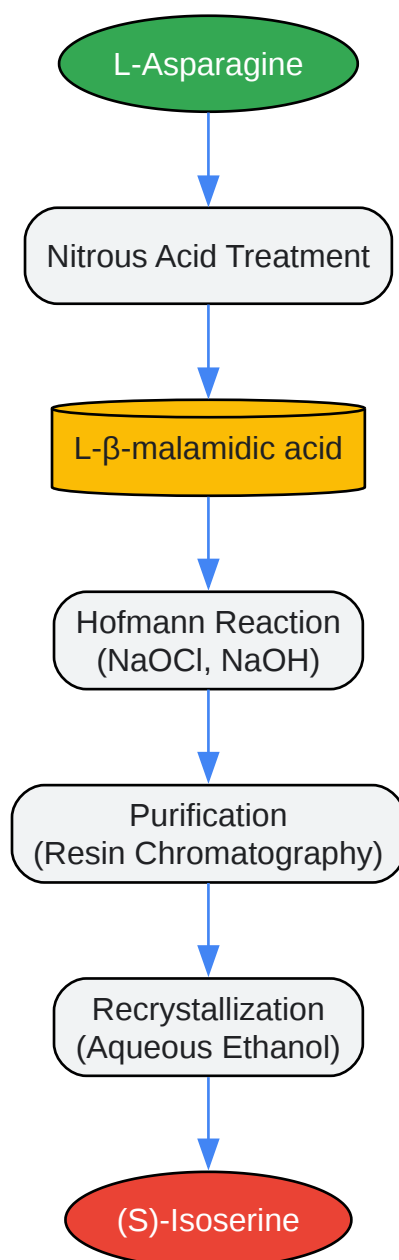 L-Asparagine
Nitrous Acid Treatment
L-β-malamidic acid
Hofmann Reaction
(NaOCl, NaOH)
Purification
(Resin Chromatography)
Recrystallization
(Aqueous Ethanol)
(S)-Isoserine